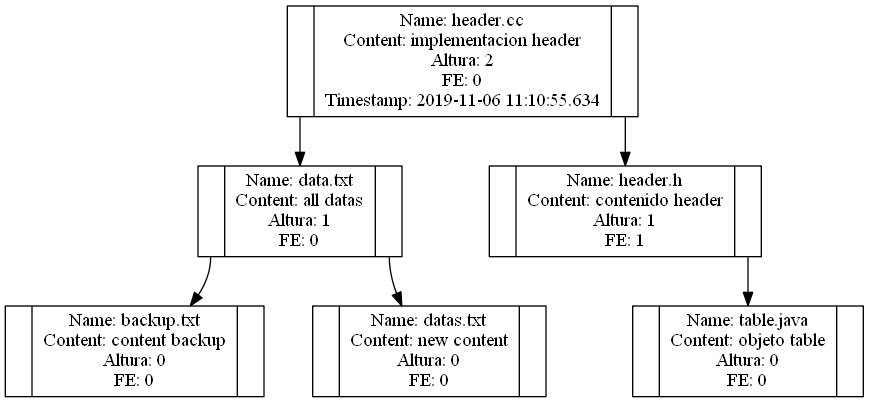 Name: header.cc
Content: implementacion header
Altura: 2
FE: 0
Timestamp: 2019-11-06 11:10:55.634
Name: data.txt
Content: all datas
Altura: 1
FE: 0
Name: header.h
Content: contenido header
Altura: 1
FE: 1
Name: backup.txt
Content: content backup
Altura: 0
FE: 0
Name: datas.txt
Content: new content
Altura: 0
FE: 0
Name: table.java
Content: objeto table
Altura: 0
FE: 0